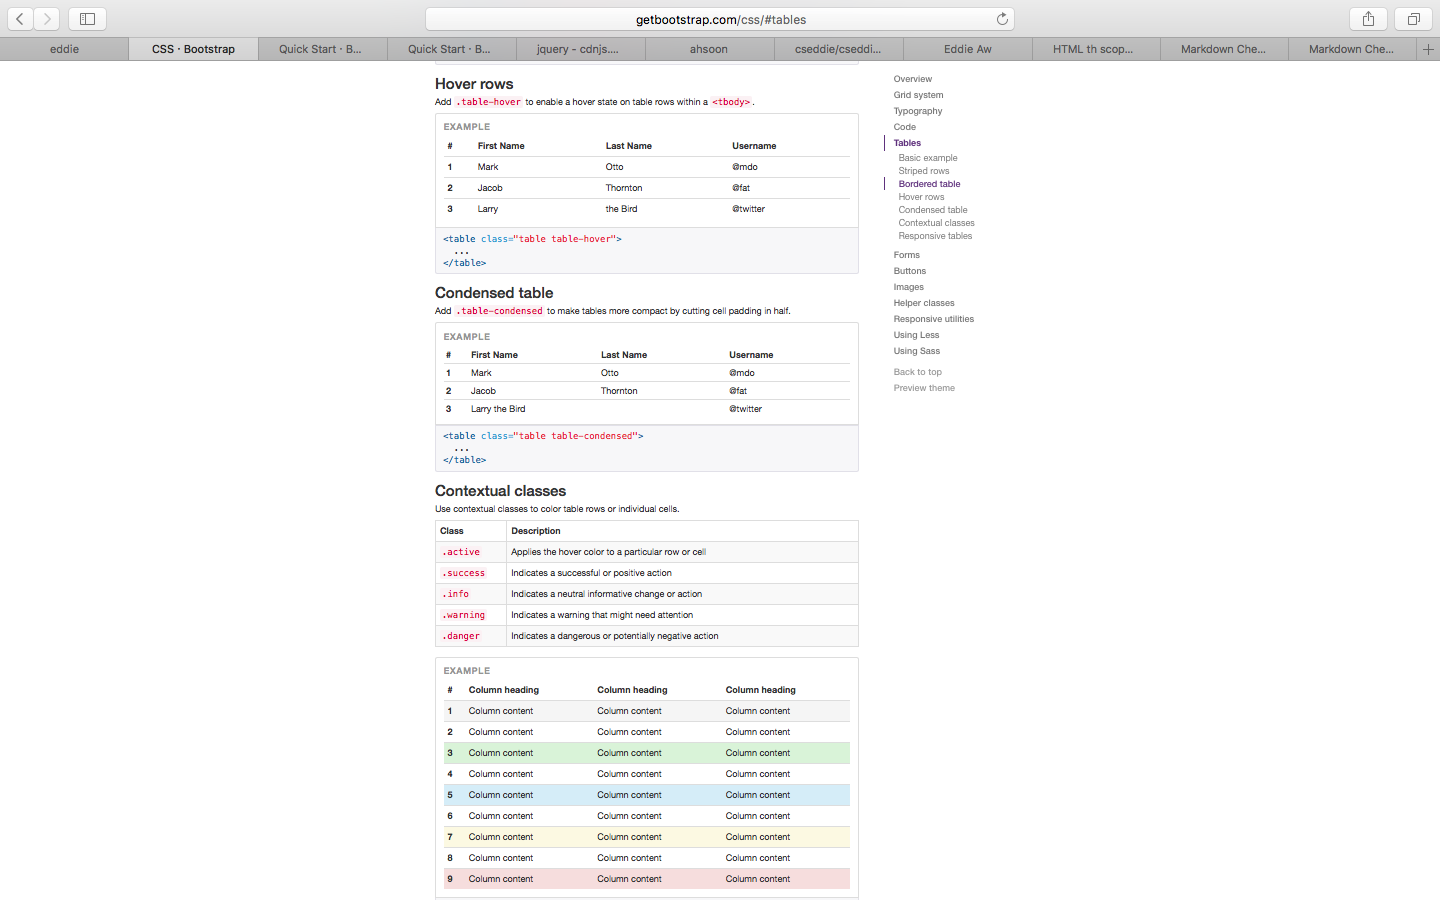 getbootstrap.com/css/#tables
eddie
CSS · Bootstrap
Quick Start · B...
Quick Start · B...
jquery – cdnjs....
ahsoon
cseddie/cseddi...
Eddie Aw
HTML th scop...
Markdown Che...
Markdown Che...
Hover rows
Add .table-hover to enable a hover state on table rows within a <tbody>.
EXAMPLE
# First Name Last Name Username
1 Mark Otto @mdo
2 Jacob Thornton @fat
3 Larry the Bird @twitter
<table class="table table-hover">
...
</table>
Condensed table
Add .table-condensed to make tables more compact by cutting cell padding in half.
EXAMPLE
# First Name Last Name Username
1 Mark Otto @mdo
2 Jacob Thornton @fat
3 Larry the Bird @twitter
<table class="table table-condensed">
...
</table>
Contextual classes
Use contextual classes to color table rows or individual cells.
Class Description
.active Applies the hover color to a particular row or cell
.success Indicates a successful or positive action
.info Indicates a neutral informative change or action
.warning Indicates a warning that might need attention
.danger Indicates a dangerous or potentially negative action
EXAMPLE
# Column heading Column heading Column heading
1 Column content Column content Column content
2 Column content Column content Column content
3 Column content Column content Column content
4 Column content Column content Column content
5 Column content Column content Column content
6 Column content Column content Column content
7 Column content Column content Column content
8 Column content Column content Column content
9 Column content Column content Column content
Overview
Grid system
Typography
Code
Tables
Basic example
Striped rows
Bordered table
Hover rows
Condensed table
Contextual classes
Responsive tables
Forms
Buttons
Images
Helper classes
Responsive utilities
Using Less
Using Sass
Back to top
Preview theme